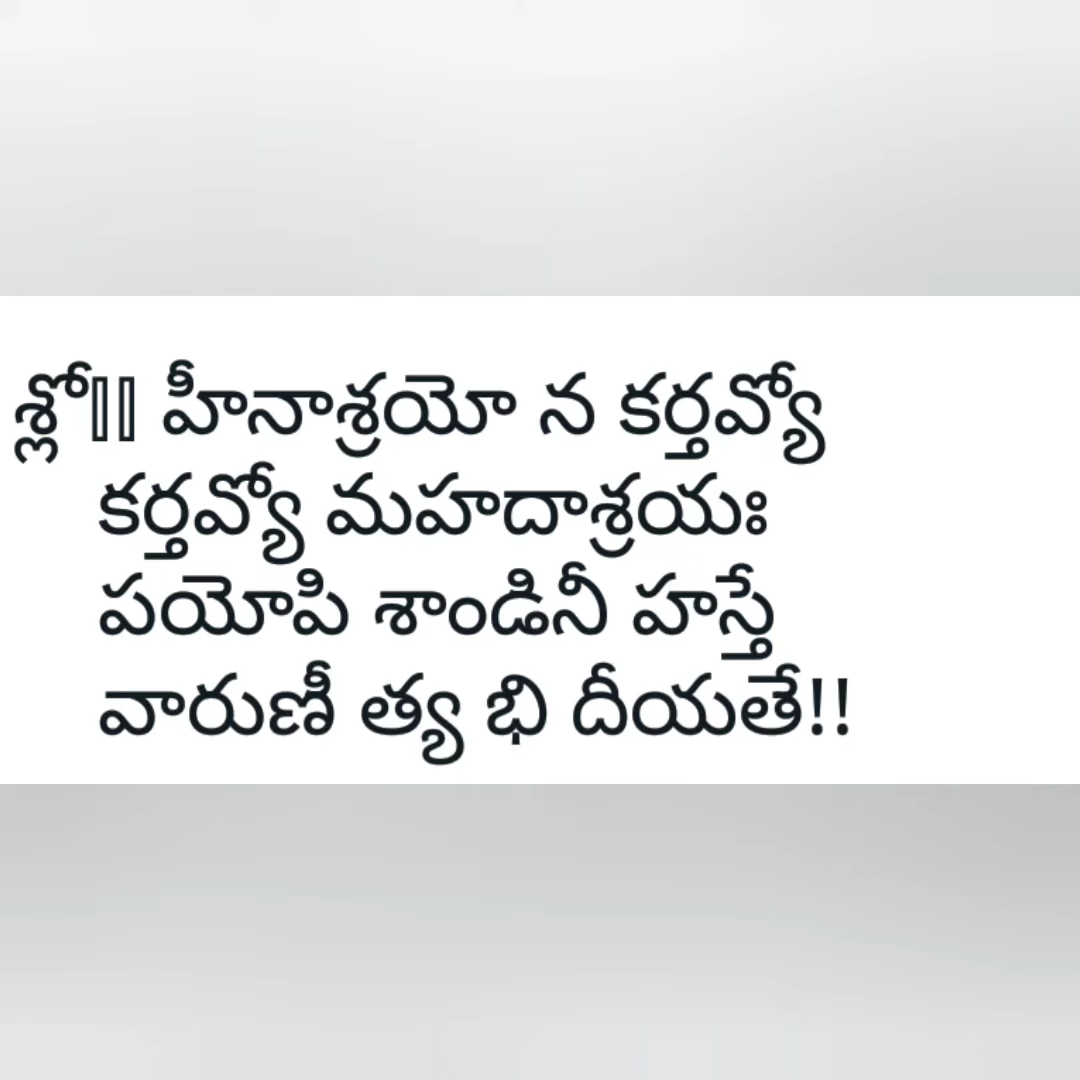 శ్లో|| హీనాశ్రయో న కర్తవ్యో
కర్తవ్యో మహదాశ్రయః
పయోపి శాండినీ హస్తే
వారుణీ త్య భి దీయతే!!